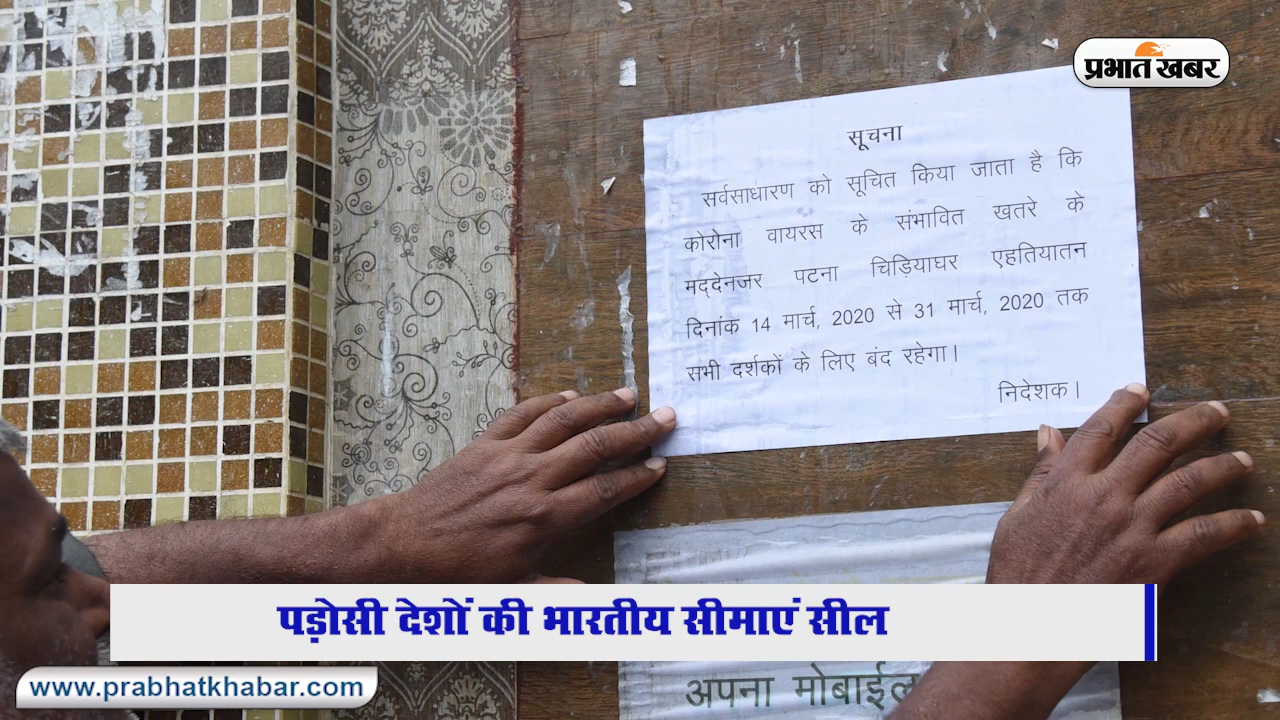 प्रभात खबर
सूचना
सर्वसाधारण को सूचित किया जाता है कि
कोरोना वायरस के संभावित खतरे के
मद्देनजर पटना चिड़ियाघर एहतियातन
दिनांक 14 मार्च, 2020 से 31 मार्च, 2020 तक
सभी दर्शकों के लिए बंद रहेगा।
निदेशक।
पड़ोसी देशों की भारतीय सीमाएं सील
www.prabhatkhabar.com
अपना मोबाईल